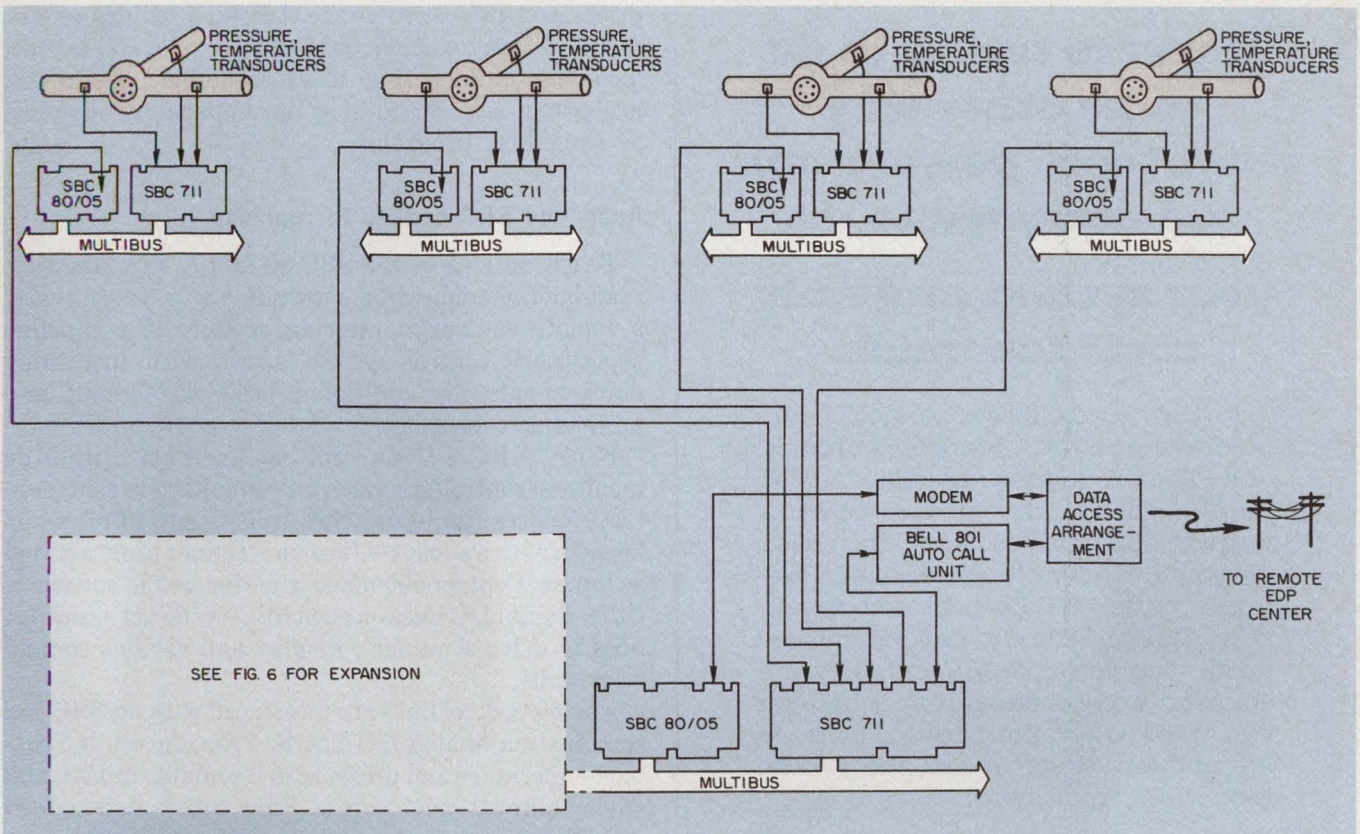 PRESSURE,
TEMPERATURE
TRANSDUCERS
PRESSURE,
TEMPERATURE
TRANSDUCERS
PRESSURE,
TEMPERATURE
TRANSDUCERS
PRESSURE,
TEMPERATURE
TRANSDUCERS
SBC
80/05
SBC 711
MULTIBUS
SBC
80/05
SBC 711
MULTIBUS
SBC
80/05
SBC 711
MULTIBUS
SBC
80/05
SBC 711
MULTIBUS
MODEM
BELL 801
AUTO CALL
UNIT
DATA
ACCESS
ARRANGE-
MENT
TO REMOTE
EDP
CENTER
SEE FIG. 6 FOR EXPANSION
SBC 80/05
SBC 711
MULTIBUS